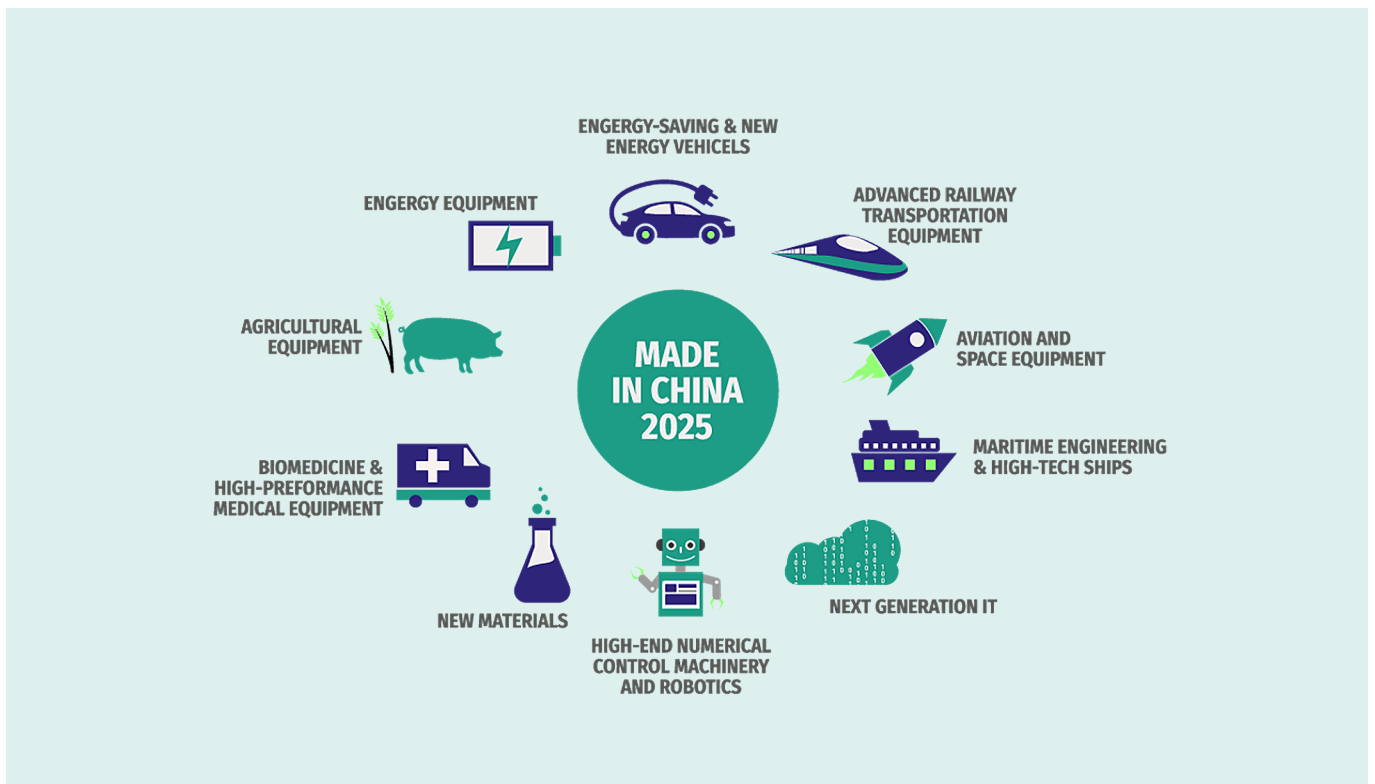 ENGERGY-SAVING & NEW
ENERGY VEHICELS
ENGERGY EQUIPMENT
ADVANCED RAILWAY
TRANSPORTATION
EQUIPMENT
AGRICULTURAL
EQUIPMENT
MADE
IN CHINA
2025
AVIATION AND
SPACE EQUIPMENT
BIOMEDICINE &
HIGH-PREFORMANCE
MEDICAL EQUIPMENT
MARITIME ENGINEERING
& HIGH-TECH SHIPS
NEW MATERIALS
HIGH-END NUMERICAL
CONTROL MACHINERY
AND ROBOTICS
NEXT GENERATION IT